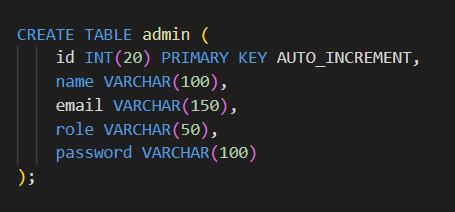 CREATE TABLE admin (
    id INT(20) PRIMARY KEY AUTO_INCREMENT,
    name VARCHAR(100),
    email VARCHAR(150),
    role VARCHAR(50),
    password VARCHAR(100)
);